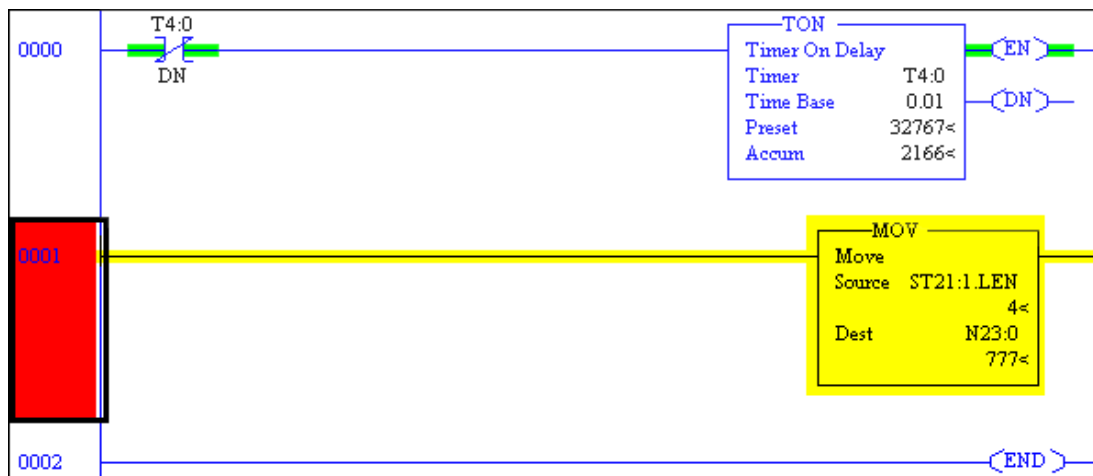 T4:0
0000
DN
TON
Timer On Delay
Timer T4:0
Time Base 0.01
Preset 32767<
Accum 2166<
EN
DN
0001
MOV
Move
Source ST21:1.LEN
4<
Dest N23:0
777<
0002
END